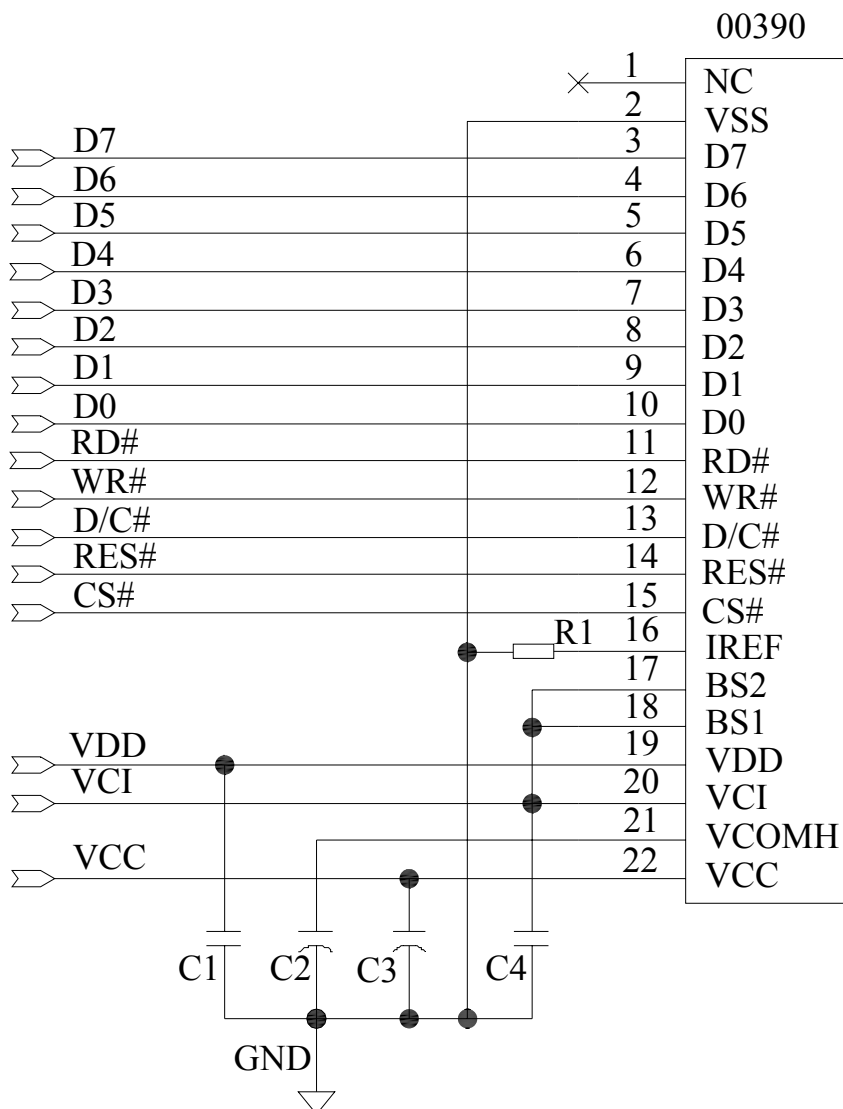 00390
1 NC
2 VSS
D7 3 D7
D6 4 D6
D5 5 D5
D4 6 D4
D3 7 D3
D2 8 D2
D1 9 D1
D0 10 D0
RD# 11 RD#
WR# 12 WR#
D/C# 13 D/C#
RES# 14 RES#
CS# 15 CS#
R1 16 IREF
17 BS2
18 BS1
VDD 19 VDD
VCI 20 VCI
21 VCOMH
VCC 22 VCC
C1 C2 C3 C4
GND